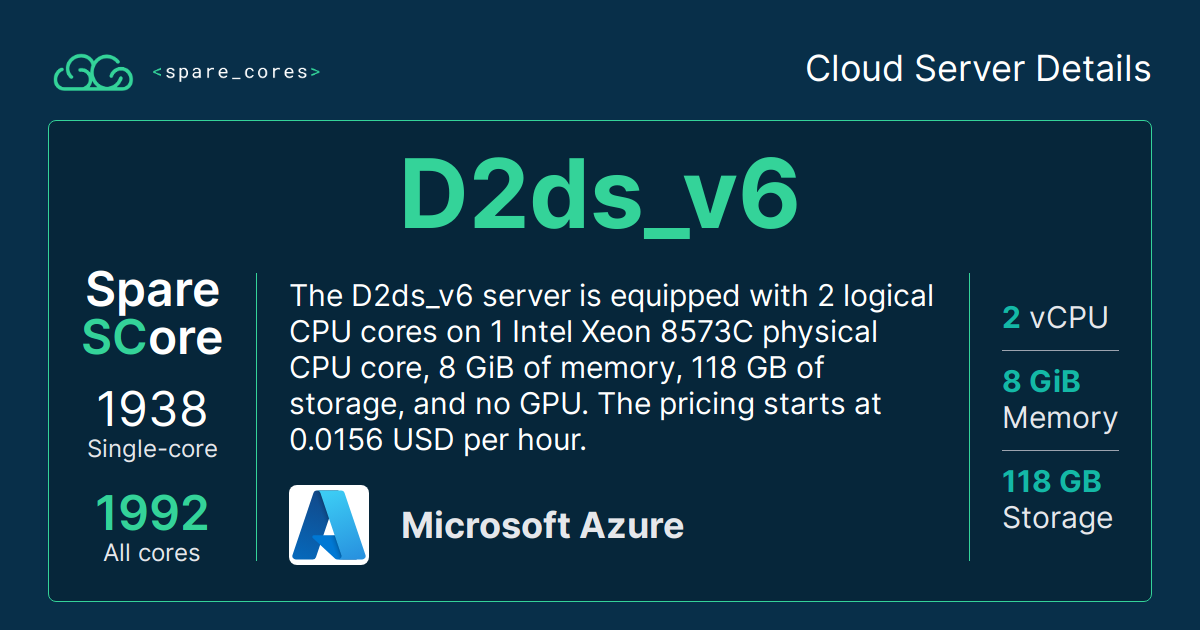 <spare_cores>
Cloud Server Details
D2ds_v6
Spare
SCore
1938
Single-core
1992
All cores
The D2ds_v6 server is equipped with 2 logical
CPU cores on 1 Intel Xeon 8573C physical
CPU core, 8 GiB of memory, 118 GB of
storage, and no GPU. The pricing starts at
0.0156 USD per hour.
Microsoft Azure
2 vCPU
8 GiB
Memory
118 GB
Storage